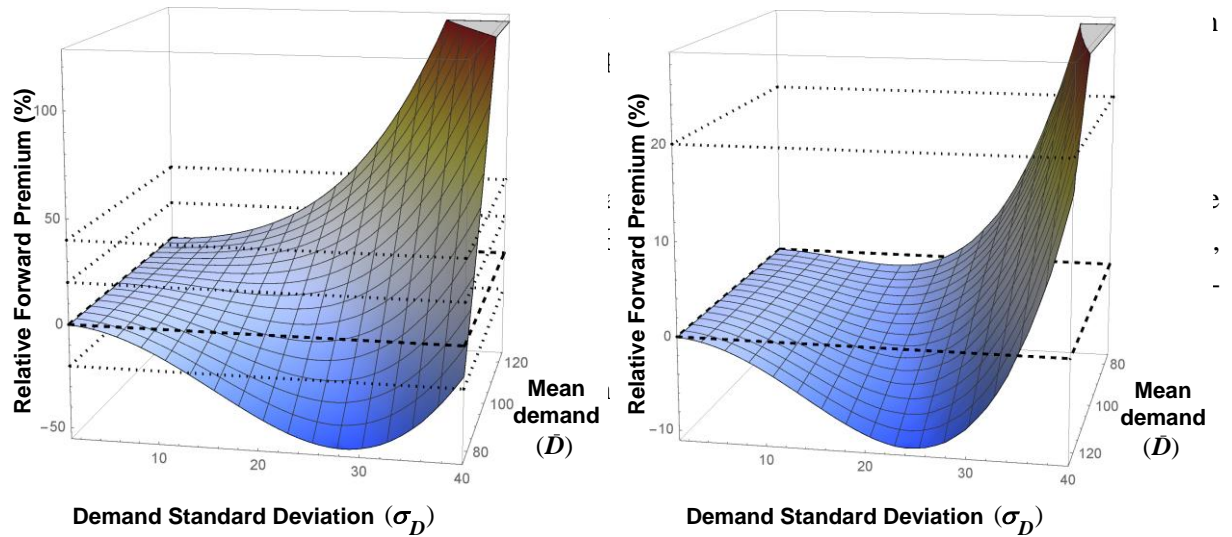 Relative Forward Premium (%)
100
50
0
−50
10
20
30
40
80
100
120
Mean
demand
(D̄)
Demand Standard Deviation (σ_D)
Relative Forward Premium (%)
20
10
0
−10
10
20
30
40
80
100
120
Mean
demand
(D̄)
Demand Standard Deviation (σ_D)